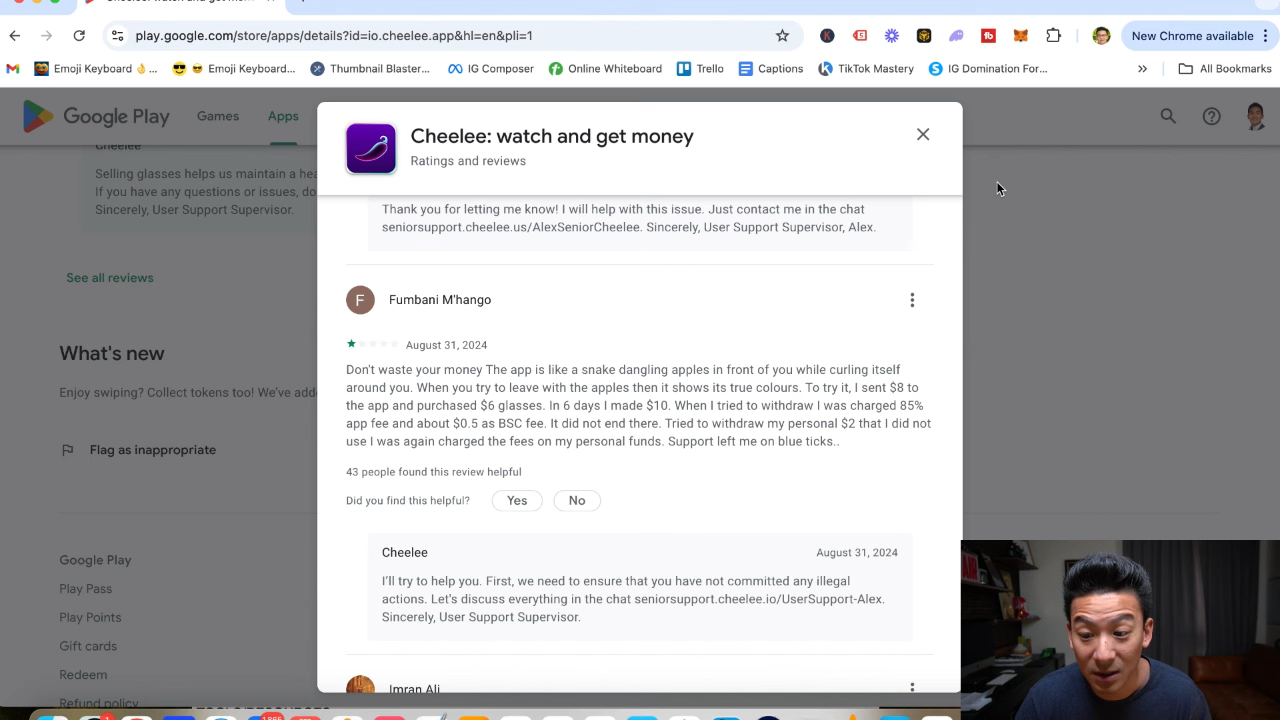 Cheelee: watch and get mon
play.google.com/store/apps/details?id=io.cheelee.app&hl=en&pli=1
New Chrome available
Emoji Keyboard 👌 ...
😎 Emoji Keyboard...
Thumbnail Blaster...
IG Composer
Online Whiteboard
Trello
Captions
TikTok Mastery
IG Domination For...
»
All Bookmarks
Google Play
Games
Apps
Cheelee
Selling glasses helps us maintain a hea
If you have any questions or issues, do
Sincerely, User Support Supervisor.
See all reviews
What's new
Enjoy swiping? Collect tokens too! We've add
Flag as inappropriate
Google Play
Play Pass
Play Points
Gift cards
Redeem
Refund policy
Cheelee: watch and get money
Ratings and reviews
Thank you for letting me know! I will help with this issue. Just contact me in the chat
seniorsupport.cheelee.us/AlexSeniorCheelee. Sincerely, User Support Supervisor, Alex.
F
Fumbani M'hango
August 31, 2024
Don't waste your money The app is like a snake dangling apples in front of you while curling itself
around you. When you try to leave with the apples then it shows its true colours. To try it, I sent $8 to
the app and purchased $6 glasses. In 6 days I made $10. When I tried to withdraw I was charged 85%
app fee and about $0.5 as BSC fee. It did not end there. Tried to withdraw my personal $2 that I did not
use I was again charged the fees on my personal funds. Support left me on blue ticks..
43 people found this review helpful
Did you find this helpful?
Yes
No
Cheelee
August 31, 2024
I'll try to help you. First, we need to ensure that you have not committed any illegal
actions. Let's discuss everything in the chat seniorsupport.cheelee.io/UserSupport-Alex.
Sincerely, User Support Supervisor.
Imran Ali